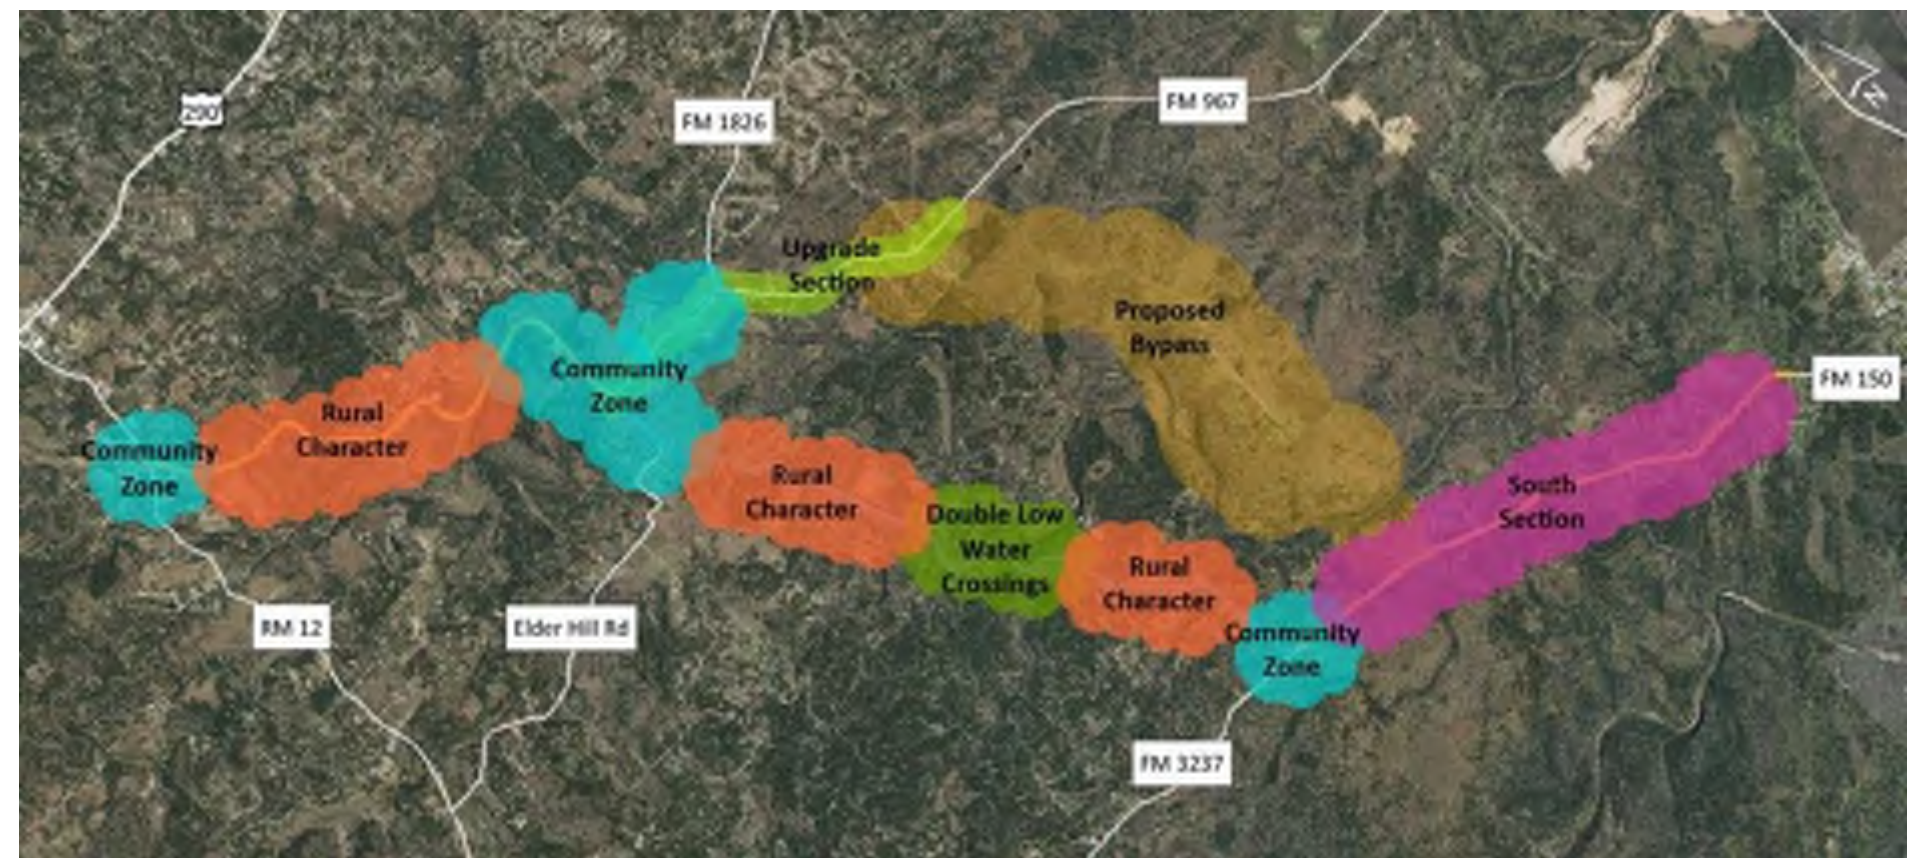 290
FM 1826
FM 967
Upgrade
Section
Proposed
Bypass
Community
Zone
FM 150
Rural
Character
Community
Zone
Rural
Character
South
Section
Double Low
Water
Crossings
Rural
Character
Community
Zone
RM 12
Elder Hill Rd
FM 3237
N